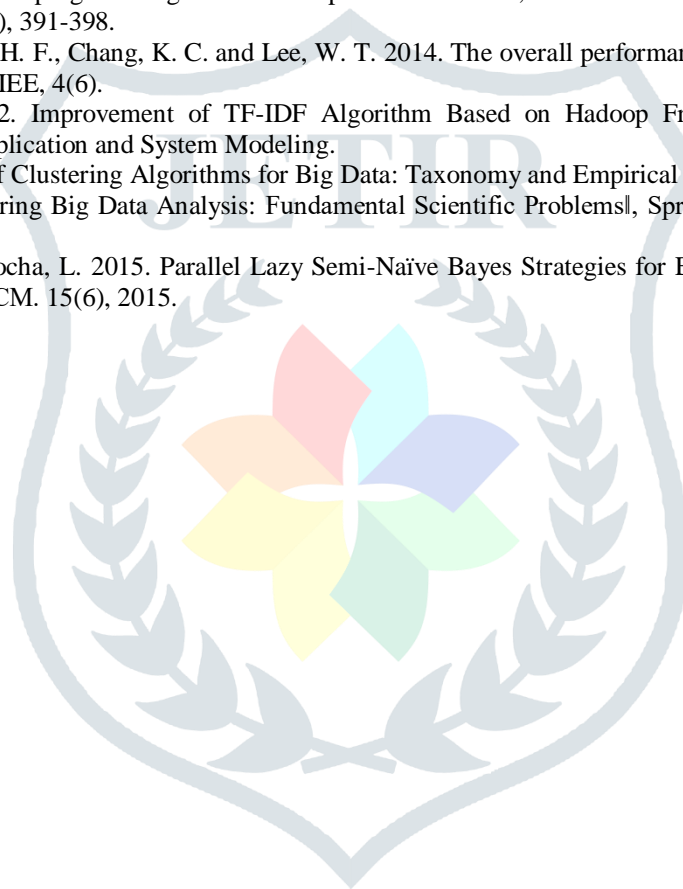 ), 391-398.
H. F., Chang, K. C. and Lee, W. T. 2014. The overall performan
IEE, 4(6).
2. Improvement of TF-IDF Algorithm Based on Hadoop Fr
plication and System Modeling.
f Clustering Algorithms for Big Data: Taxonomy and Empirical
ring Big Data Analysis: Fundamental Scientific Problems‖, Spr
ocha, L. 2015. Parallel Lazy Semi-Naïve Bayes Strategies for
CM. 15(6), 2015.
JETIR